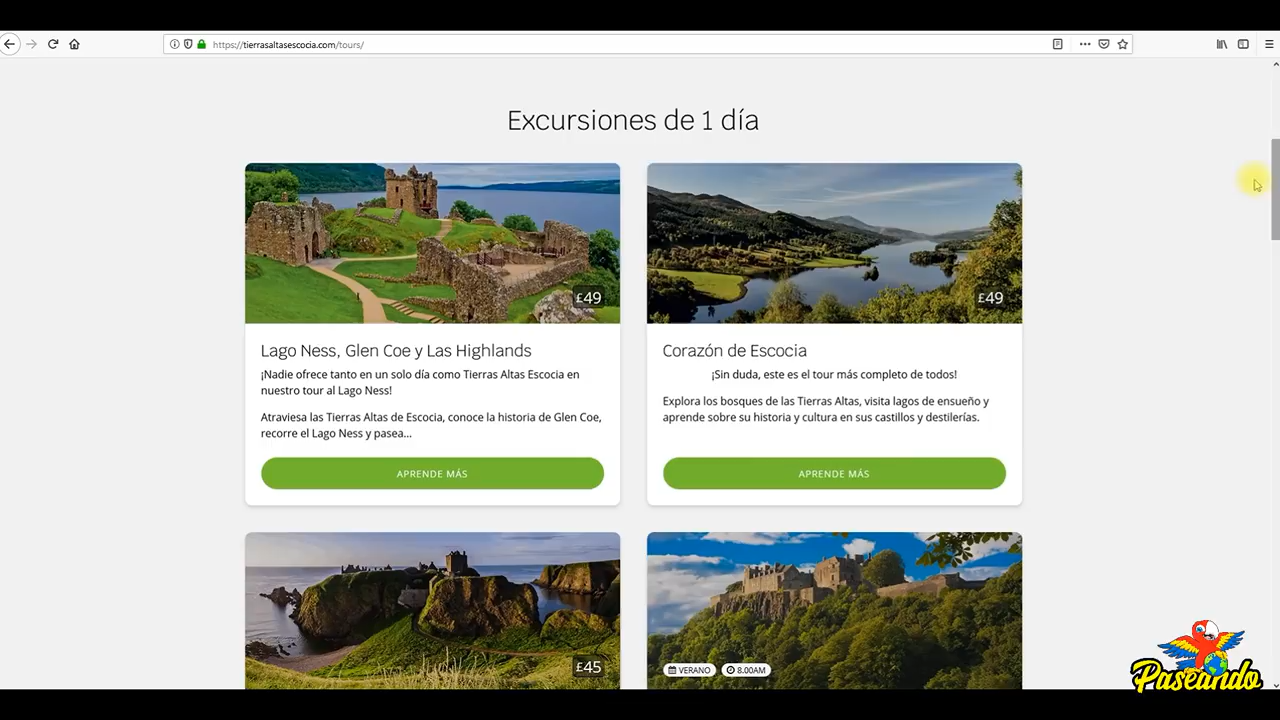 https://tierrasaltasescocia.com/tours/
Excursiones de 1 día
£49
£49
Lago Ness, Glen Coe y Las Highlands
¡Nadie ofrece tanto en un solo día como Tierras Altas Escocia en
nuestro tour al Lago Ness!
Atraviesa las Tierras Altas de Escocia, conoce la historia de Glen Coe,
recorre el Lago Ness y pasea...
APRENDE MÁS
Corazón de Escocia
¡Sin duda, este es el tour más completo de todos!
Explora los bosques de las Tierras Altas, visita lagos de ensueño y
aprende sobre su historia y cultura en sus castillos y destilerías.
APRENDE MÁS
£45
VERANO
8.00AM
Paseando